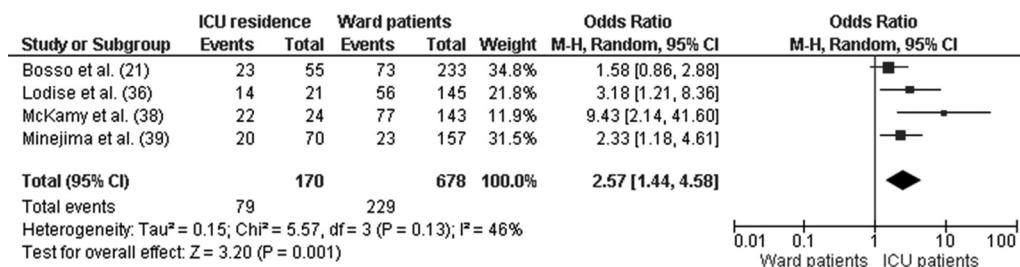 ICU residence Ward patients Odds Ratio Odds Ratio
Study or Subgroup Events Total Events Total Weight M-H, Random, 95% CI M-H, Random, 95% CI
Bosso et al. (21) 23 55 73 233 34.8% 1.58 [0.86, 2.88]
Lodise et al. (36) 14 21 56 145 21.8% 3.18 [1.21, 8.36]
McKamy et al. (38) 22 24 77 143 11.9% 9.43 [2.14, 41.60]
Minejima et al. (39) 20 70 23 157 31.5% 2.33 [1.18, 4.61]
Total (95% CI) 170 678 100.0% 2.57 [1.44, 4.58]
Total events 79 229
Heterogeneity: Tau² = 0.15; Chi² = 5.57, df = 3 (P = 0.13); I² = 46%
Test for overall effect: Z = 3.20 (P = 0.001)
0.01 0.1 1 10 100
Ward patients ICU patients